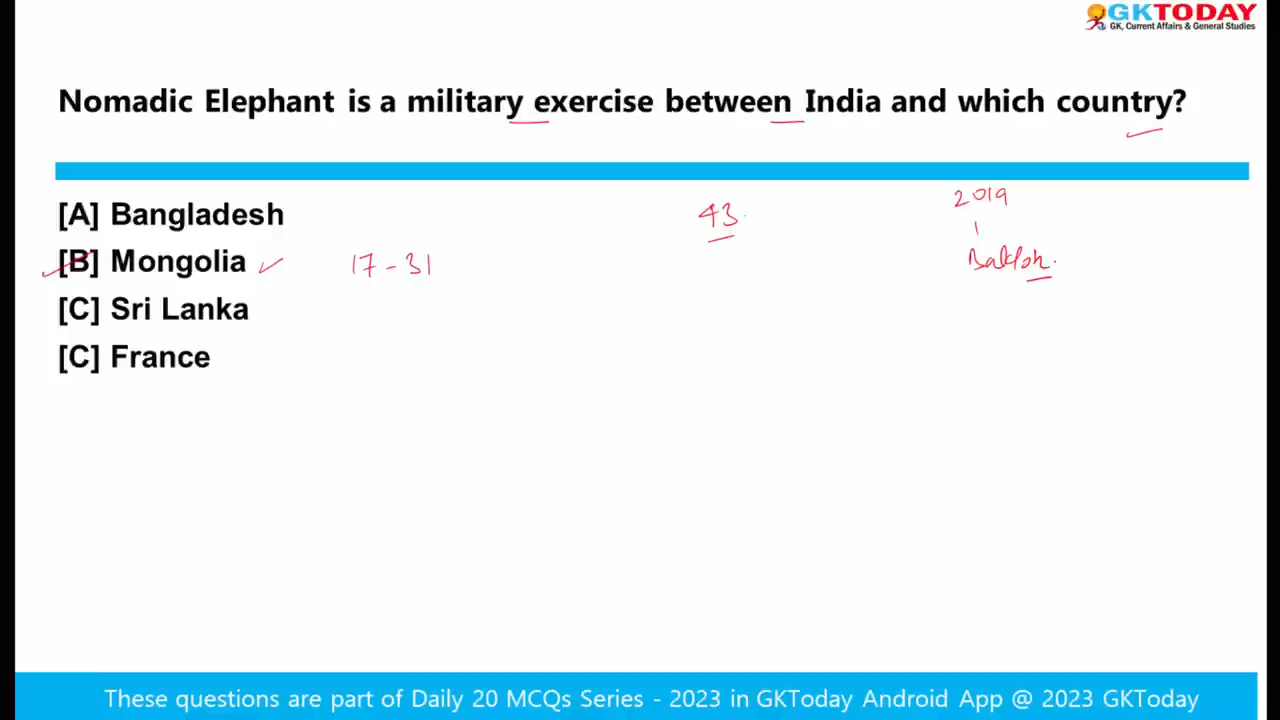 GKTODAY
GK, Current Affairs & General Studies
Nomadic Elephant is a military exercise between India and which country?
[A] Bangladesh
43.
2019
[B] Mongolia
17-31
Bakloh.
[C] Sri Lanka
[C] France
These questions are part of Daily 20 MCQs Series - 2023 in GKToday Android App @ 2023 GKToday